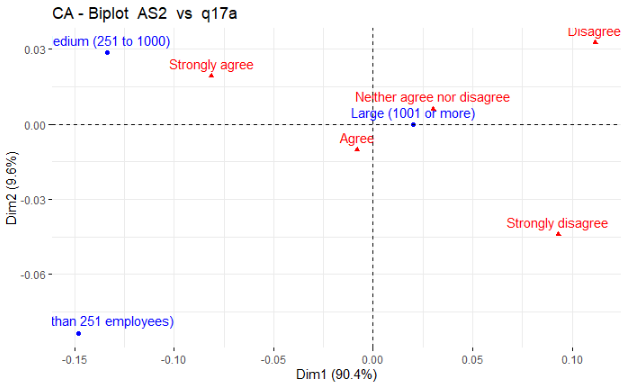 CA - Biplot AS2 vs q17a
Disagree
edium (251 to 1000)
0.03
Strongly agree
Neither agree nor disagree
Large (1001 or more)
0.00
Agree
Dim2 (9.6%)
-0.03
Strongly disagree
-0.06
than 251 employees)
-0.15
-0.10
-0.05
0.00
0.05
0.10
Dim1 (90.4%)